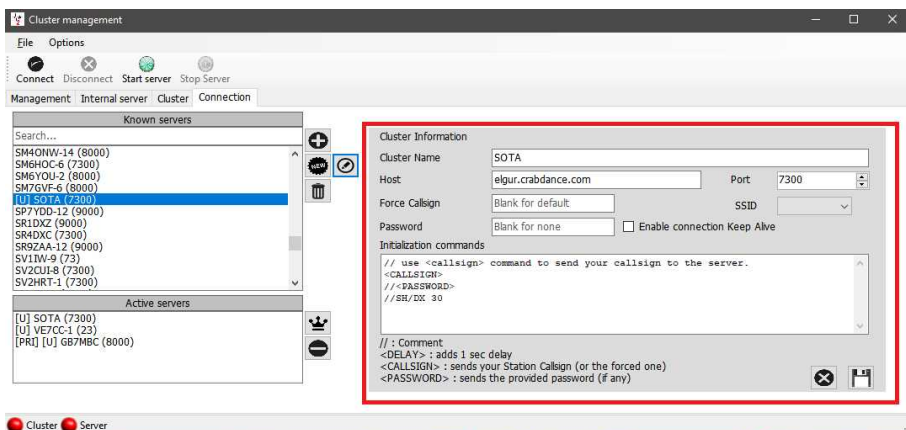 Cluster management
File Options
Connect Disconnect Start server Stop Server
Management Internal server Cluster Connection
Known servers
Search...
SM4ONW-14 (8000)
SM6HOC-6 (7300)
SM6YOU-2 (8000)
SM7GVF-6 (8000)
[U] SOTA (7300)
SP7YDD-12 (9000)
SR1DXZ (9000)
SR4DXC (7300)
SR9ZAA-12 (9000)
SV1IW-9 (73)
SV2CUI-8 (7300)
SV2HRT-1 (7300)
NEW
Active servers
[U] SOTA (7300)
[U] VE7CC-1 (23)
[PRI] [U] GB7MBC (8000)
Cluster Information
Cluster Name SOTA
Host elgur.crabdance.com Port 7300
Force Callsign Blank for default SSID
Password Blank for none Enable connection Keep Alive
Initialization commands
// use <callsign> command to send your callsign to the server.
<CALLSIGN>
//<PASSWORD>
//SH/DX 30
// : Comment
<DELAY> : adds 1 sec delay
<CALLSIGN> : sends your Station Callsign (or the forced one)
<PASSWORD> : sends the provided password (if any)
Cluster Server